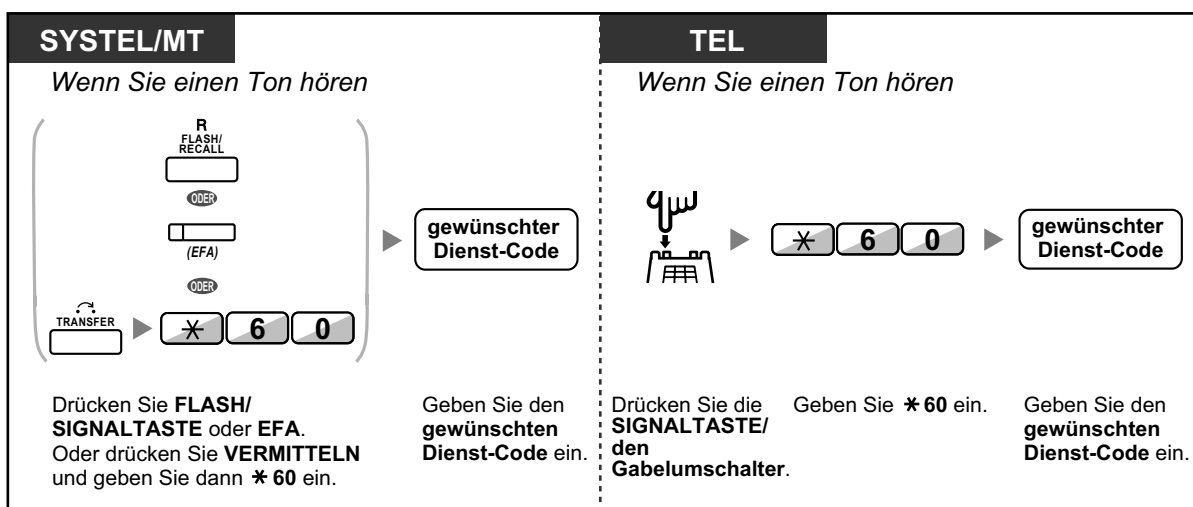 SYSTEL/MT
Wenn Sie einen Ton hören
R
FLASH/
RECALL
ODER
(EFA)
ODER
TRANSFER
* 6 0
gewünschter
Dienst-Code
Drücken Sie FLASH/
SIGNALTASTE oder EFA.
Oder drücken Sie VERMITTELN
und geben Sie dann * 60 ein.
Geben Sie den
gewünschten
Dienst-Code ein.
TEL
Wenn Sie einen Ton hören
* 6 0
gewünschter
Dienst-Code
Drücken Sie die
SIGNALTASTE/
den
Gabelumschalter.
Geben Sie * 60 ein.
Geben Sie den
gewünschten
Dienst-Code ein.